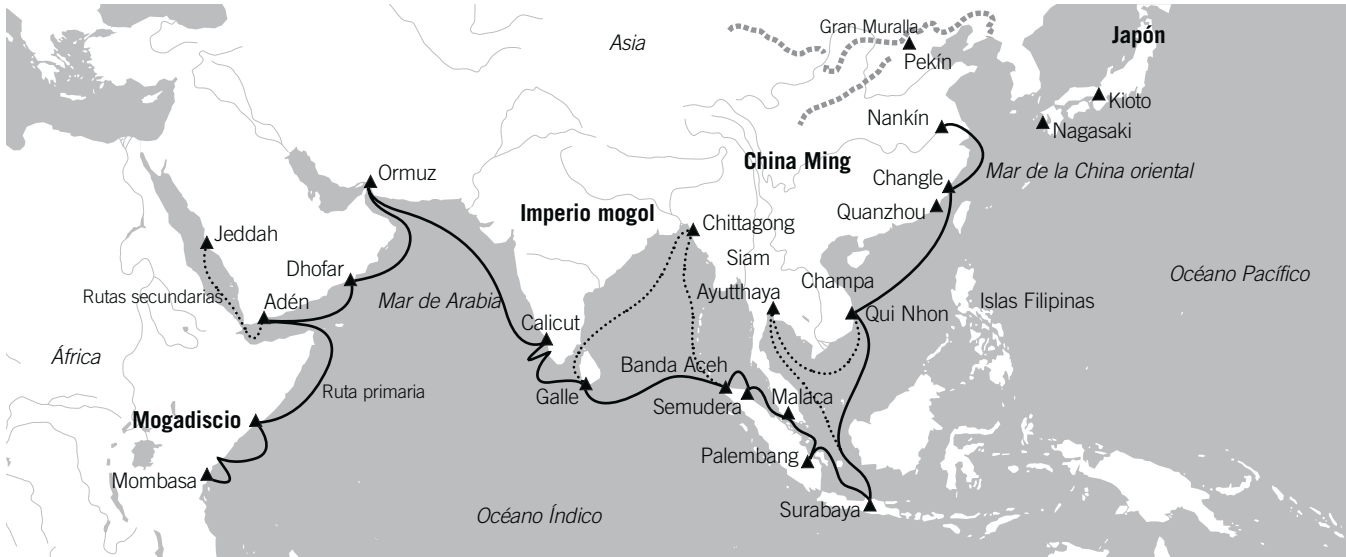 Gran Muralla
Japón
Asia
Pekín
Kioto
Nankín
Nagasaki
China Ming
Mar de la China oriental
Ormuz
Changle
Imperio mogol
Quanzhou
Chittagong
Jeddah
Siam
Dhofar
Champa
Océano Pacífico
Rutas secundarias
Adén
Mar de Arabia
Ayutthaya
Islas Filipinas
Qui Nhon
Calicut
África
Banda Aceh
Ruta primaria
Galle
Semudera
Malaca
Mogadiscio
Palembang
Mombasa
Océano Índico
Surabaya